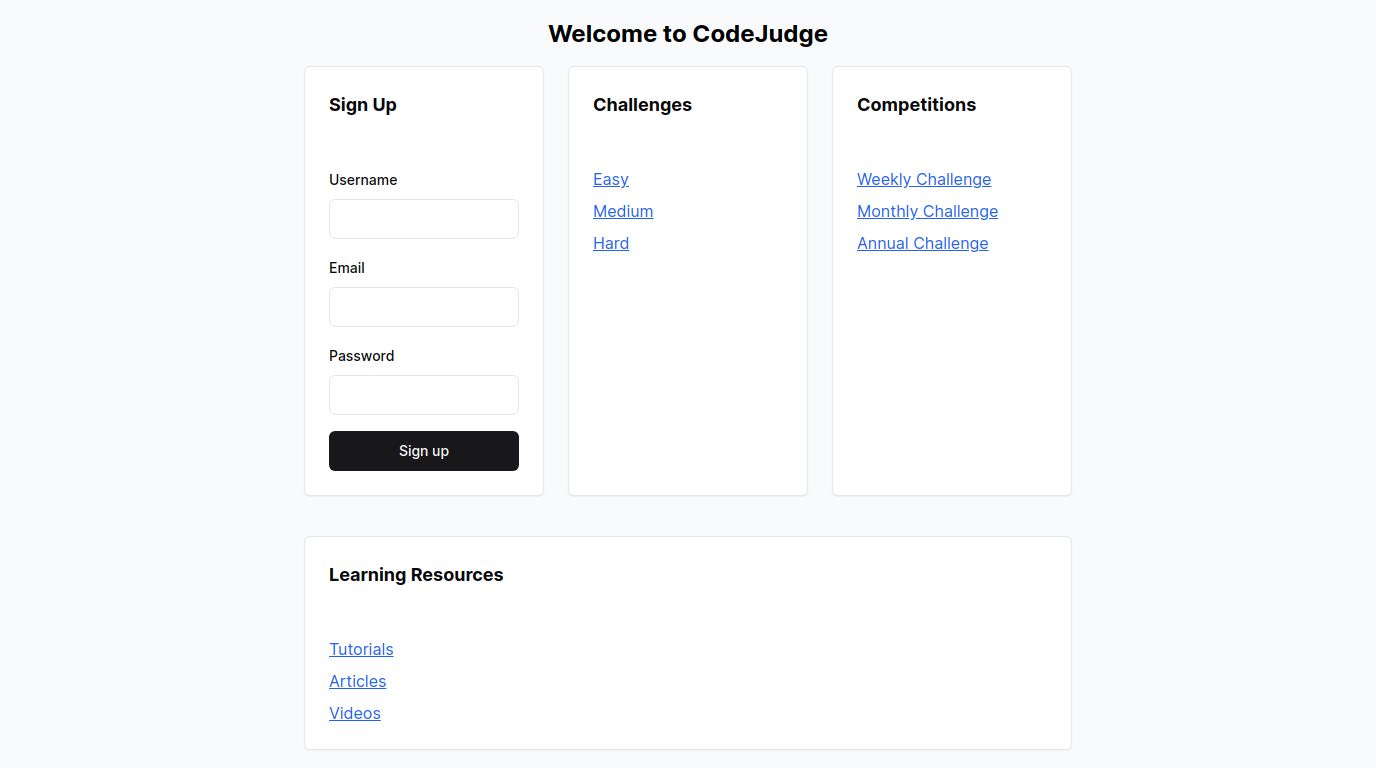 Welcome to CodeJudge
Sign Up
Username
Email
Password
Sign up
Challenges
Easy
Medium
Hard
Competitions
Weekly Challenge
Monthly Challenge
Annual Challenge
Learning Resources
Tutorials
Articles
Videos